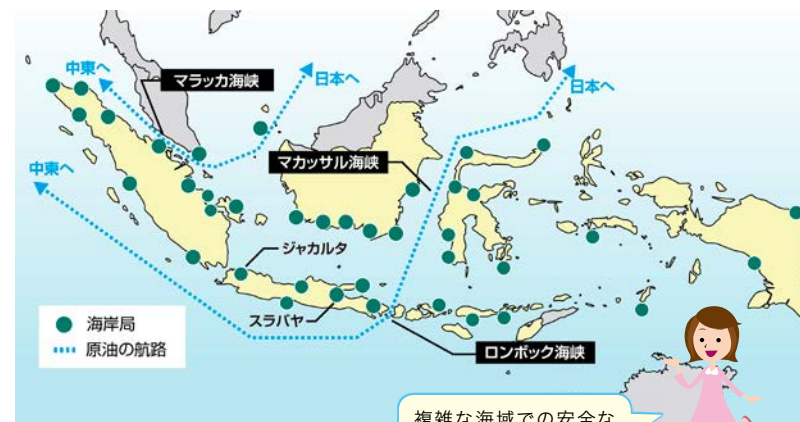 中東へ
マラッカ海峡
日本へ
日本へ
マカッサル海峡
中東へ
ジャカルタ
スラバヤ
海岸局
原油の航路
ロンボック海峡
複雑な海域での安全な